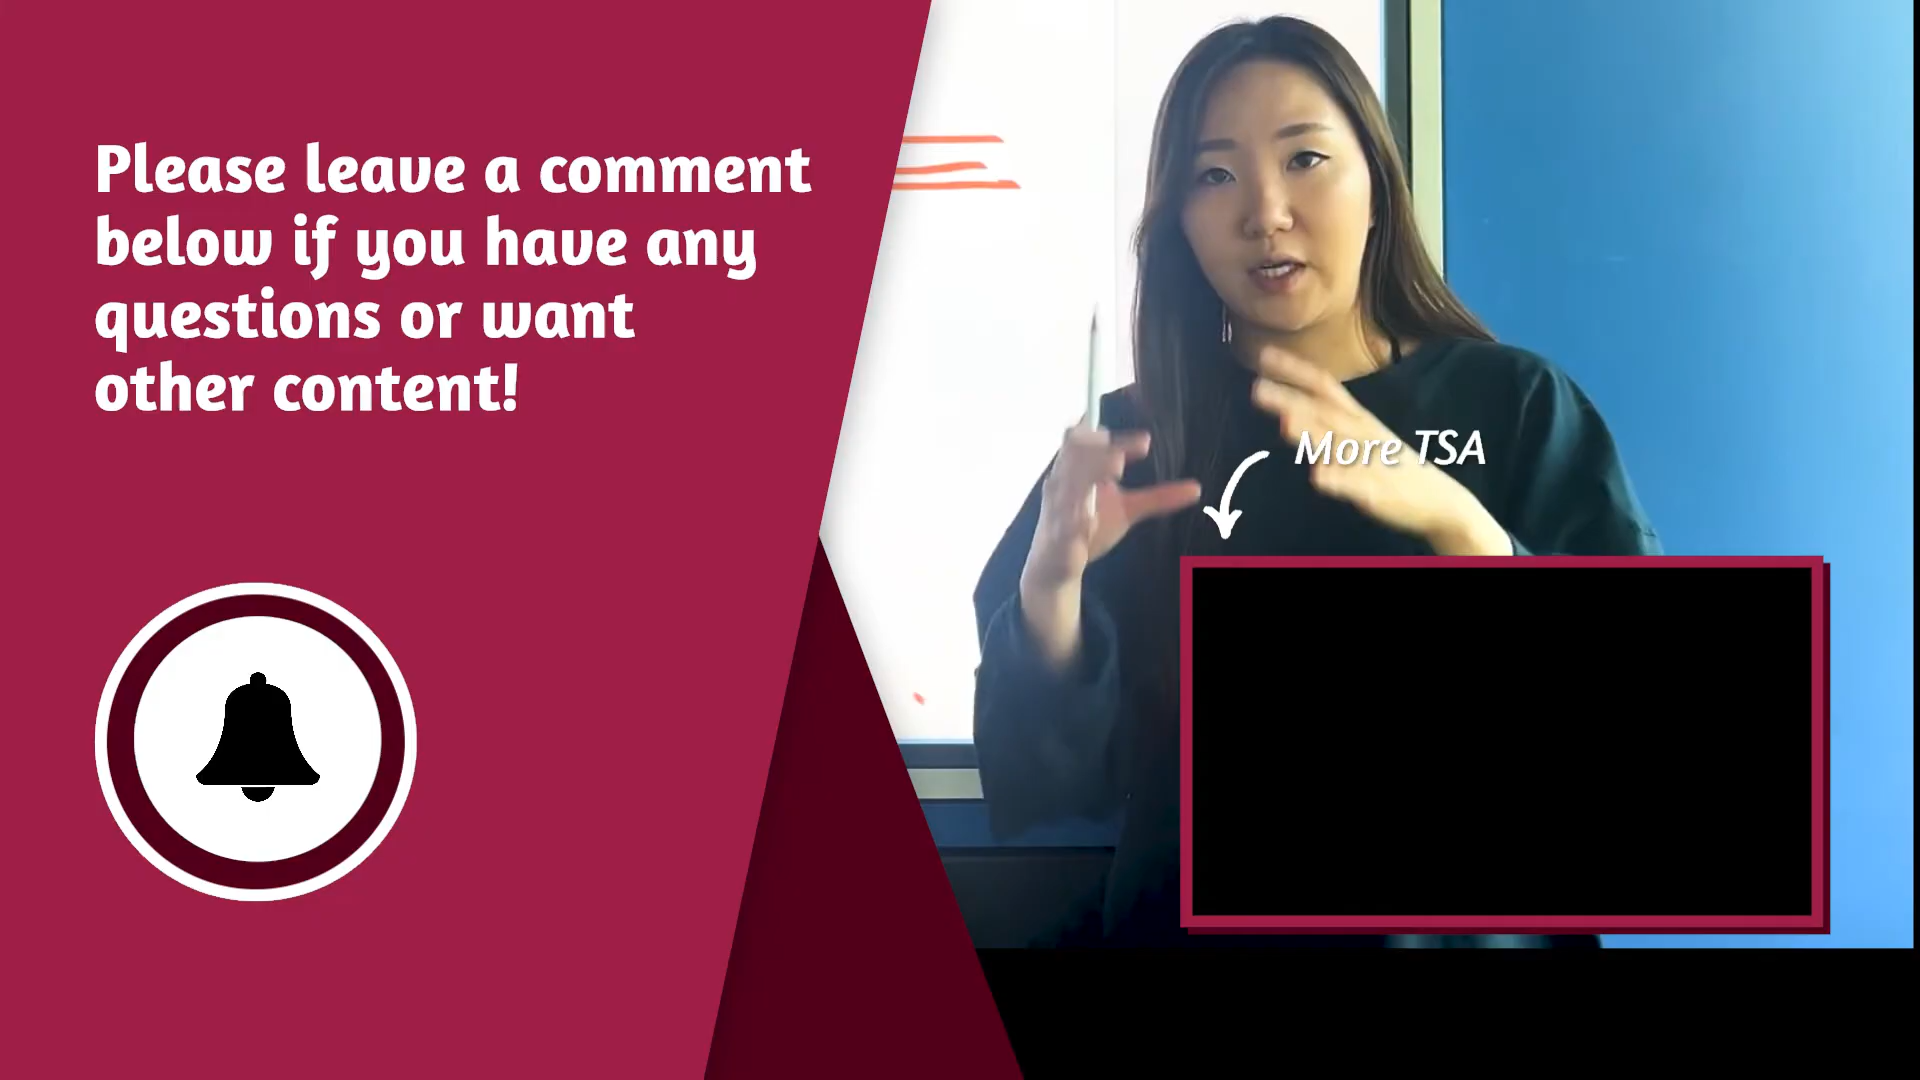 Please leave a comment
below if you have any
questions or want
other content!
More TSA